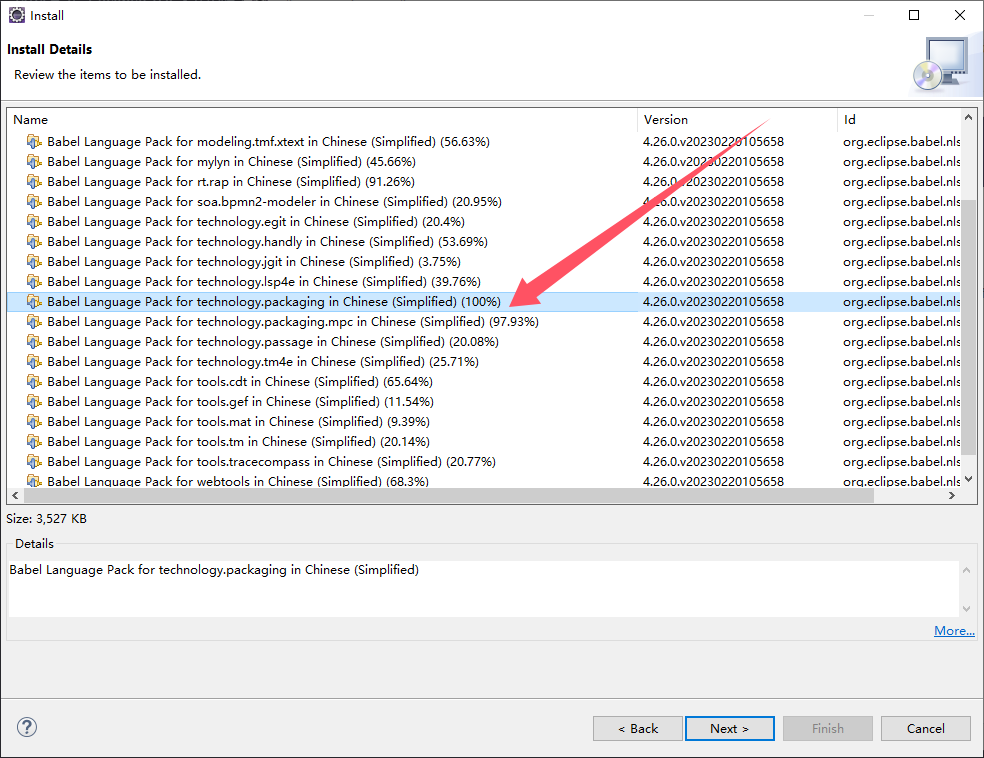 Install
Install Details
Review the items to be installed.
Name Version Id
Babel Language Pack for modeling.tmf.xtext in Chinese (Simplified) (56.63%) 4.26.0.v20230220105658 org.eclipse.babel.nls
Babel Language Pack for mylyn in Chinese (Simplified) (45.66%) 4.26.0.v20230220105658 org.eclipse.babel.nls
Babel Language Pack for rt.rap in Chinese (Simplified) (91.26%) 4.26.0.v20230220105658 org.eclipse.babel.nls
Babel Language Pack for soa.bpmn2-modeler in Chinese (Simplified) (20.95%) 4.26.0.v20230220105658 org.eclipse.babel.nls
Babel Language Pack for technology.egit in Chinese (Simplified) (20.4%) 4.26.0.v20230220105658 org.eclipse.babel.nls
Babel Language Pack for technology.handly in Chinese (Simplified) (53.69%) 4.26.0.v20230220105658 org.eclipse.babel.nls
Babel Language Pack for technology.jgit in Chinese (Simplified) (3.75%) 4.26.0.v20230220105658 org.eclipse.babel.nls
Babel Language Pack for technology.lsp4e in Chinese (Simplified) (39.76%) 4.26.0.v20230220105658 org.eclipse.babel.nls
Babel Language Pack for technology.packaging in Chinese (Simplified) (100%) 4.26.0.v20230220105658 org.eclipse.babel.nls
Babel Language Pack for technology.packaging.mpc in Chinese (Simplified) (97.93%) 4.26.0.v20230220105658 org.eclipse.babel.nls
Babel Language Pack for technology.passage in Chinese (Simplified) (20.08%) 4.26.0.v20230220105658 org.eclipse.babel.nls
Babel Language Pack for technology.tm4e in Chinese (Simplified) (25.71%) 4.26.0.v20230220105658 org.eclipse.babel.nls
Babel Language Pack for tools.cdt in Chinese (Simplified) (65.64%) 4.26.0.v20230220105658 org.eclipse.babel.nls
Babel Language Pack for tools.gef in Chinese (Simplified) (11.54%) 4.26.0.v20230220105658 org.eclipse.babel.nls
Babel Language Pack for tools.mat in Chinese (Simplified) (9.39%) 4.26.0.v20230220105658 org.eclipse.babel.nls
Babel Language Pack for tools.tm in Chinese (Simplified) (20.14%) 4.26.0.v20230220105658 org.eclipse.babel.nls
Babel Language Pack for tools.tracecompass in Chinese (Simplified) (20.77%) 4.26.0.v20230220105658 org.eclipse.babel.nls
Babel Language Pack for webtools in Chinese (Simplified) (68.3%) 4.26.0.v20230220105658 org.eclipse.babel.nls
Size: 3,527 KB
Details
Babel Language Pack for technology.packaging in Chinese (Simplified)
More...
? < Back Next > Finish Cancel